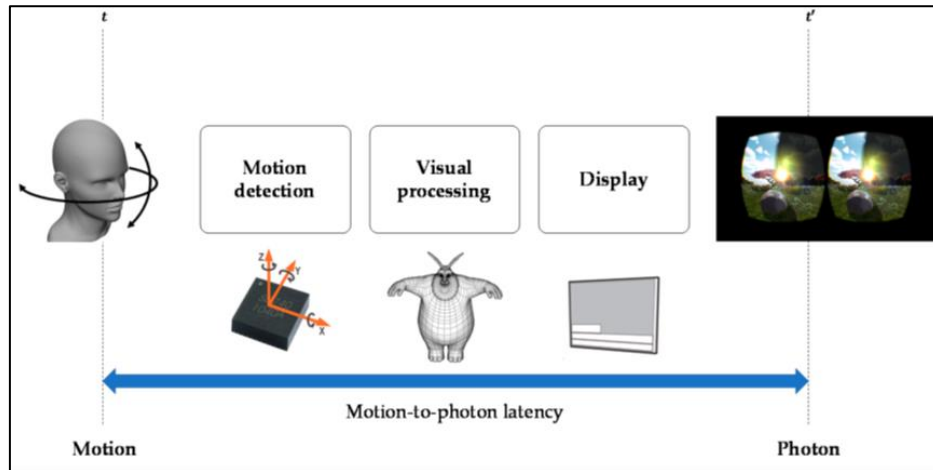 t
t'
Motion
detection
Visual
processing
Display
Z
Y
X
Motion-to-photon latency
Motion
Photon